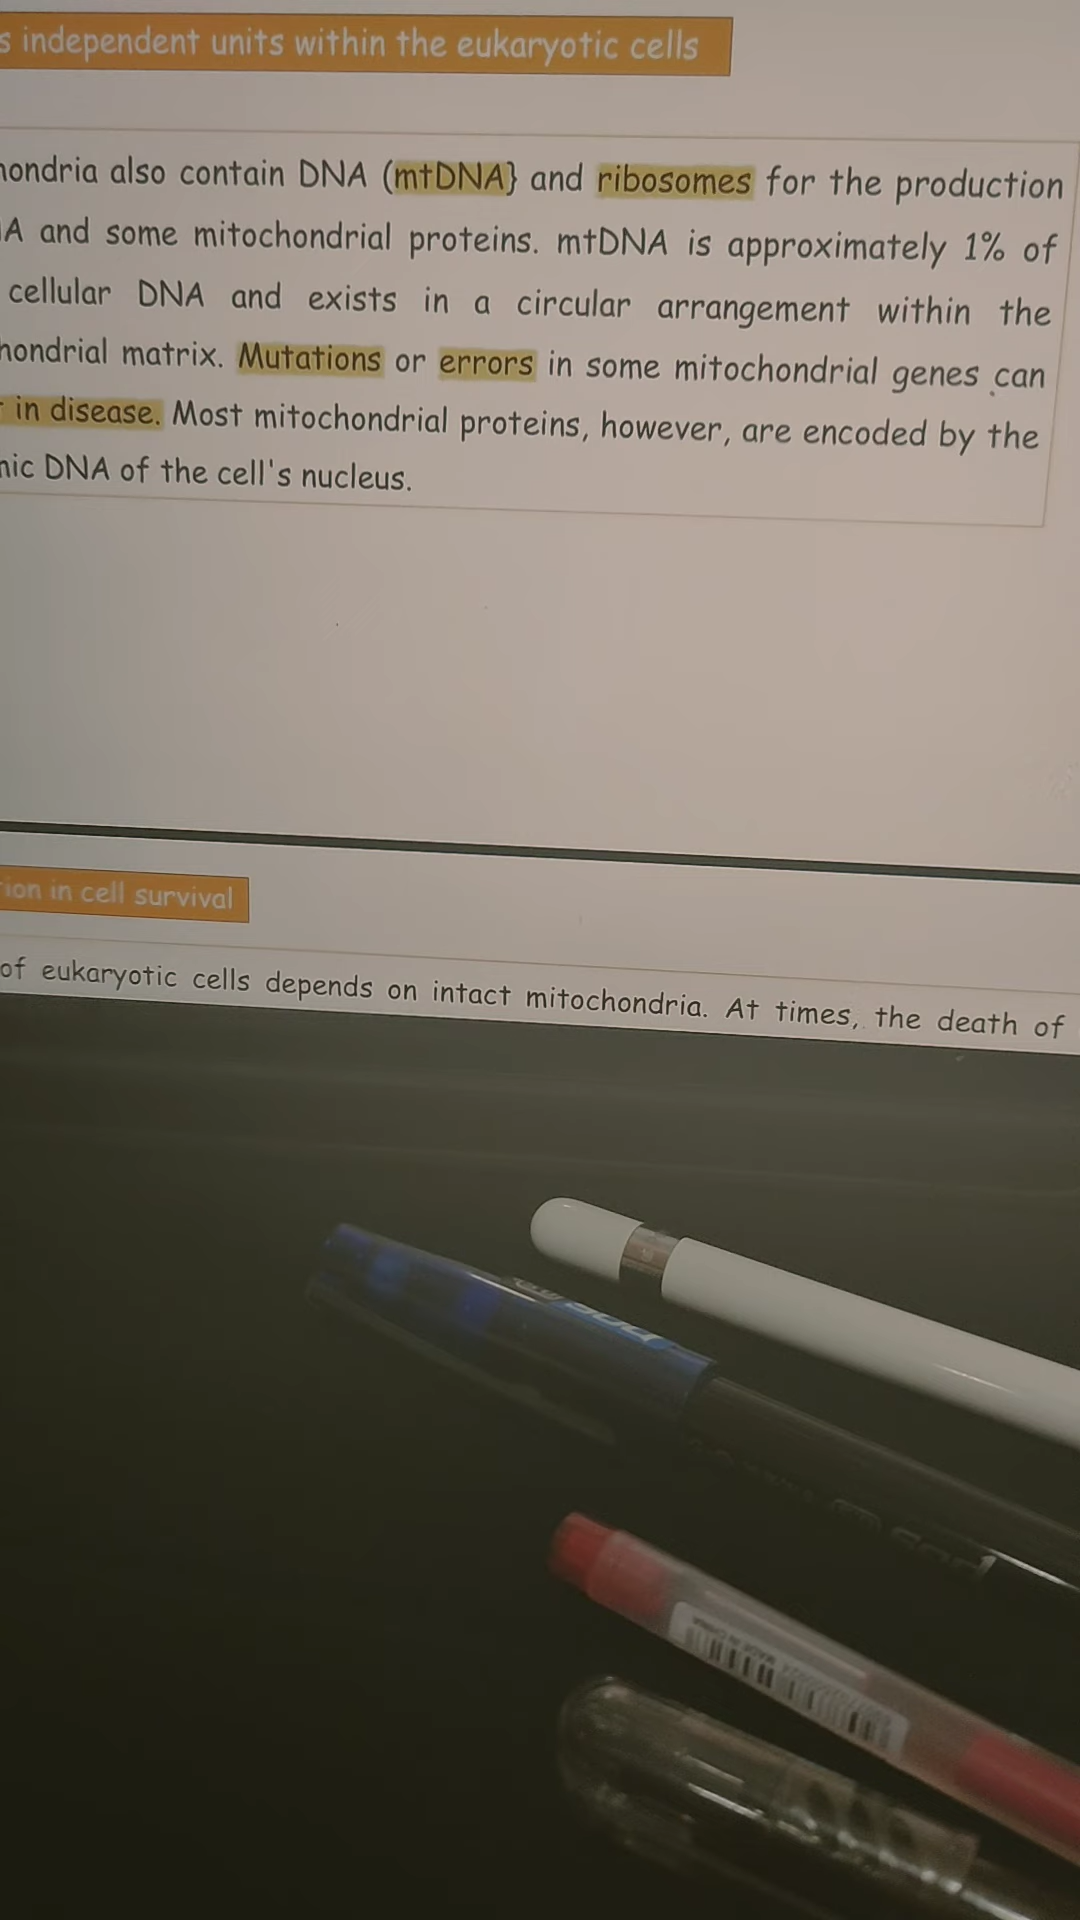 s independent units within the eukaryotic cells
hondria also contain DNA (mtDNA} and ribosomes for the production
A and some mitochondrial proteins. mtDNA is approximately 1% of
cellular DNA and exists in a circular arrangement within the
hondrial matrix. Mutations or errors in some mitochondrial genes can
in disease. Most mitochondrial proteins, however, are encoded by the
nic DNA of the cell's nucleus.
ion in cell survival
of eukaryotic cells depends on intact mitochondria. At times, the death of
MADE IN CHINA